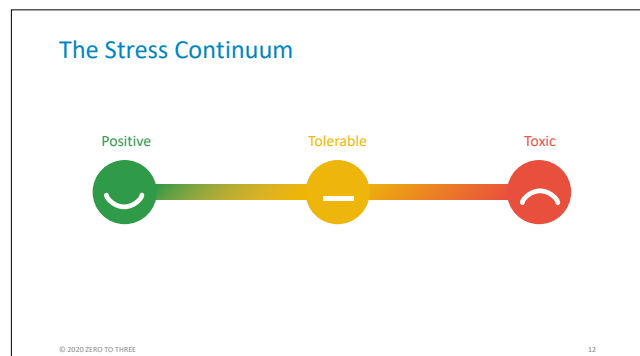 The Stress Continuum
Positive Tolerable Toxic
© 2020 ZERO TO THREE 12